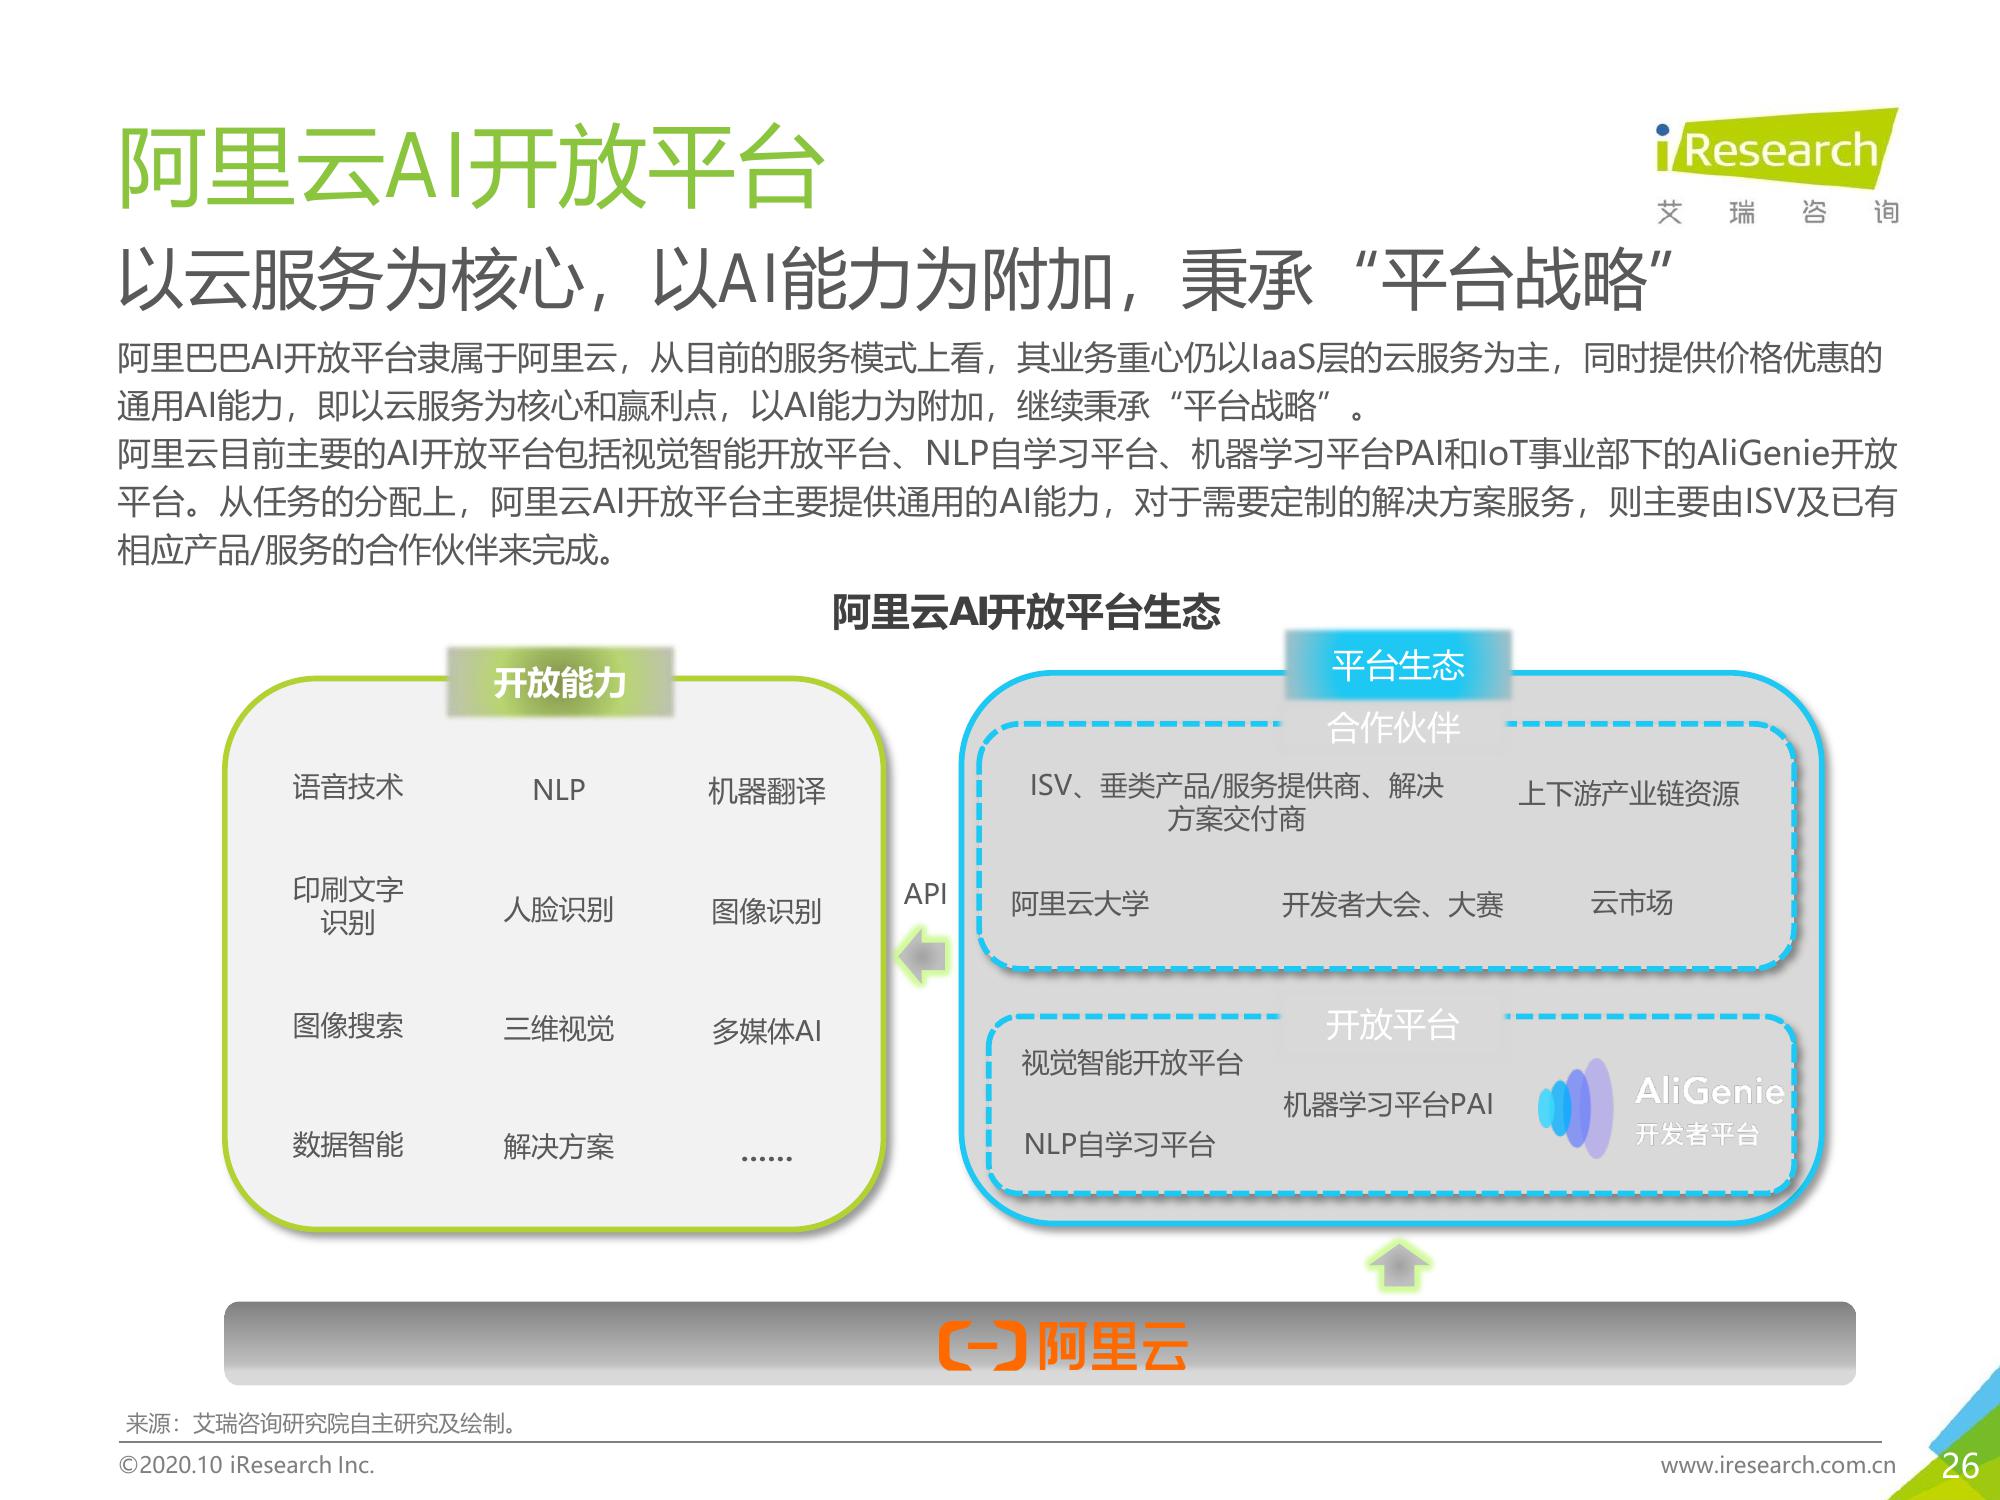 阿里云AI开放平台
iResearch
艾瑞咨询
以云服务为核心，以AI能力为附加，秉承“平台战略”
阿里巴巴AI开放平台隶属于阿里云，从目前的服务模式上看，其业务重心仍以IaaS层的云服务为主，同时提供价格优惠的
通用AI能力，即以云服务为核心和赢利点，以AI能力为附加，继续秉承“平台战略”。
阿里云目前主要的AI开放平台包括视觉智能开放平台、NLP自学习平台、机器学习平台PAI和IoT事业部下的AliGenie开放
平台。从任务的分配上，阿里云AI开放平台主要提供通用的AI能力，对于需要定制的解决方案服务，则主要由ISV及已有
相应产品/服务的合作伙伴来完成。
阿里云AI开放平台生态
开放能力
语音技术
NLP
机器翻译
印刷文字
识别
人脸识别
图像识别
图像搜索
三维视觉
多媒体AI
数据智能
解决方案
……
API
平台生态
合作伙伴
ISV、垂类产品/服务提供商、解决
方案交付商
上下游产业链资源
阿里云大学
开发者大会、大赛
云市场
开放平台
视觉智能开放平台
机器学习平台PAI
NLP自学习平台
AliGenie
开发者平台
阿里云
来源：艾瑞咨询研究院自主研究及绘制。
©2020.10 iResearch Inc.
www.iresearch.com.cn
26